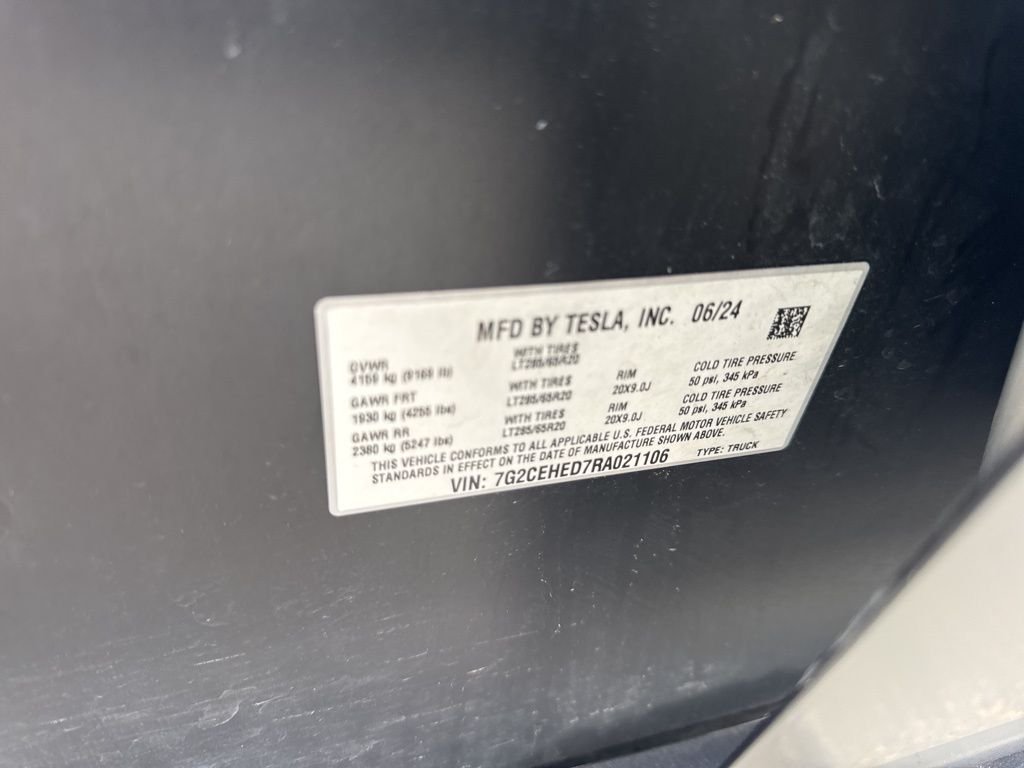 MFD BY TESLA, INC. 06/24
GVWR
4159 kg (9169 lb) WITH TIRES LT285/65R20
GAWR FRT WITH TIRES RIM COLD TIRE PRESSURE
1930 kg (4255 lbs) LT285/65R20 20X9.0J 50 psi, 345 kPa
GAWR RR WITH TIRES RIM COLD TIRE PRESSURE
2380 kg (5247 lbs) LT285/65R20 20X9.0J 50 psi, 345 kPa
THIS VEHICLE CONFORMS TO ALL APPLICABLE U.S. FEDERAL MOTOR VEHICLE SAFETY
STANDARDS IN EFFECT ON THE DATE OF MANUFACTURE SHOWN ABOVE.
VIN: 7G2CEHED7RA021106 TYPE: TRUCK